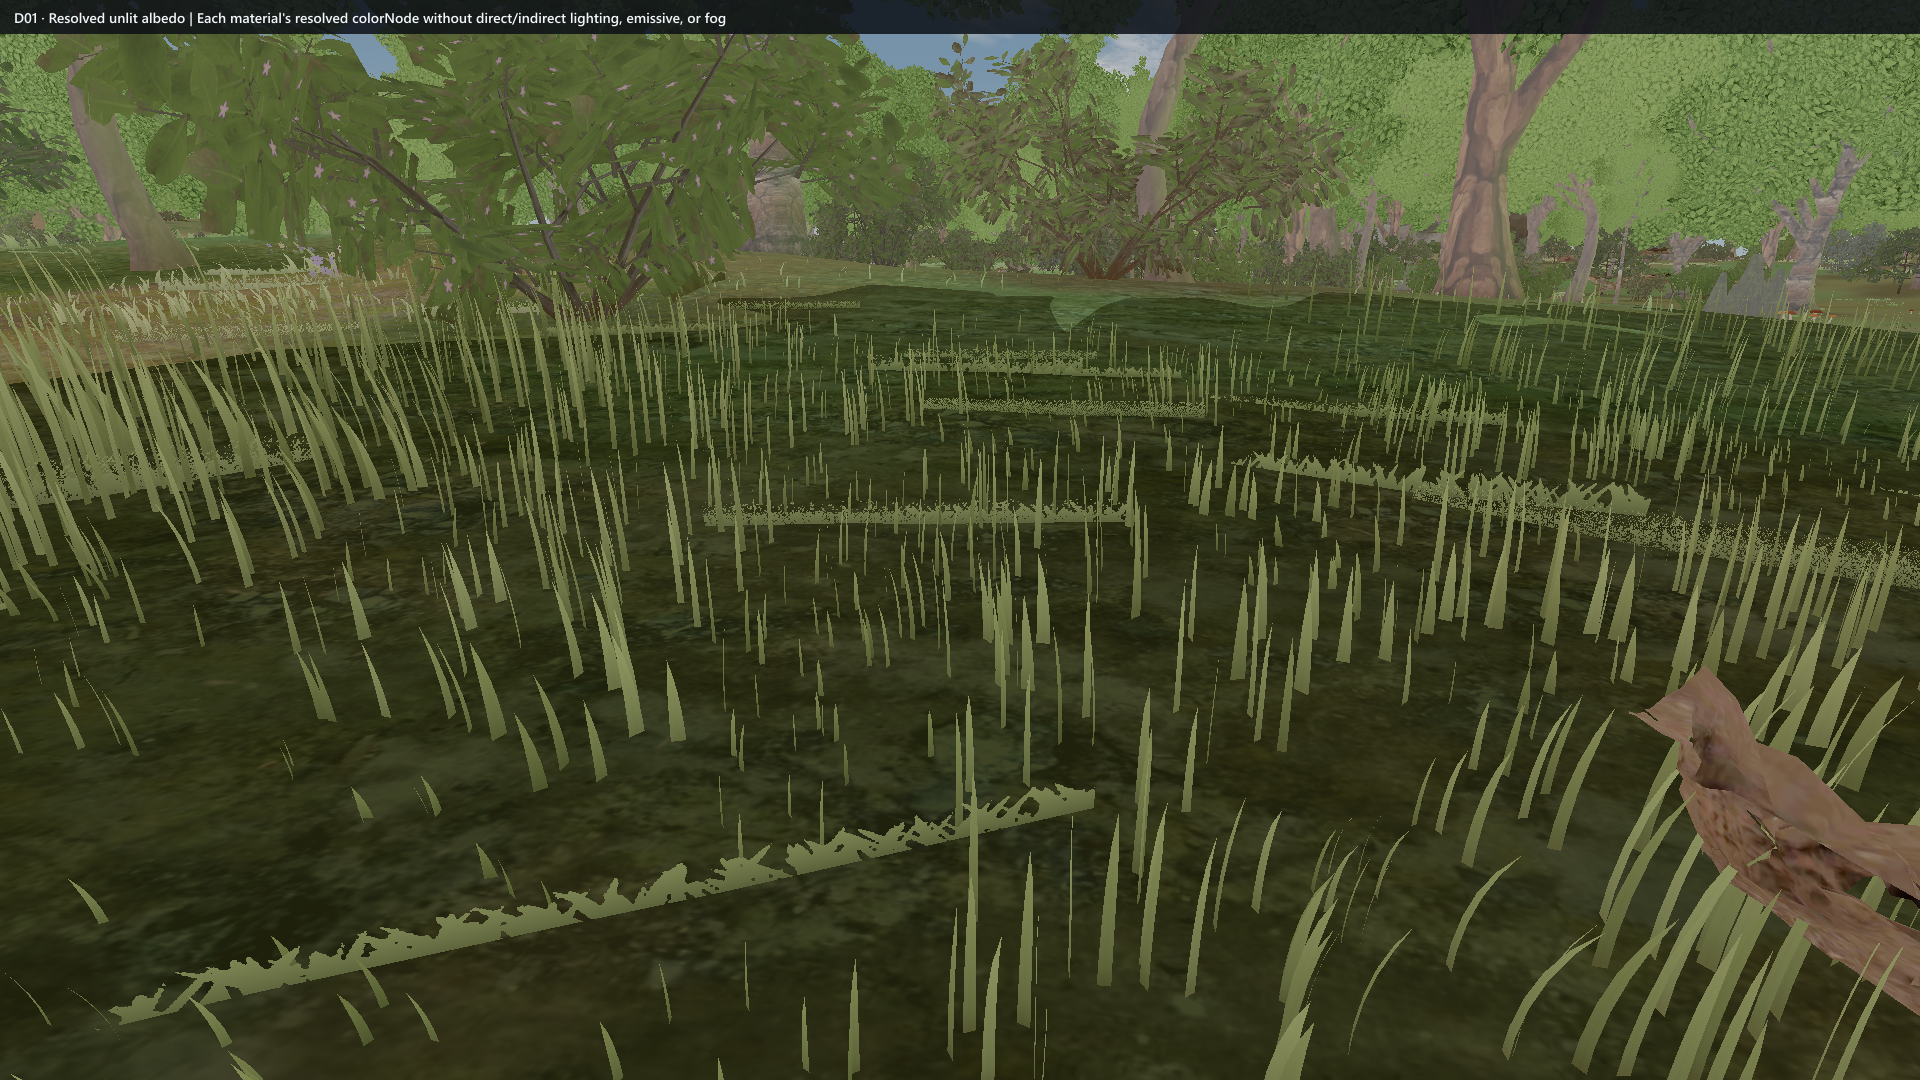 D01 · Resolved unlit albedo | Each material's resolved colorNode without direct/indirect lighting, emissive, or fog